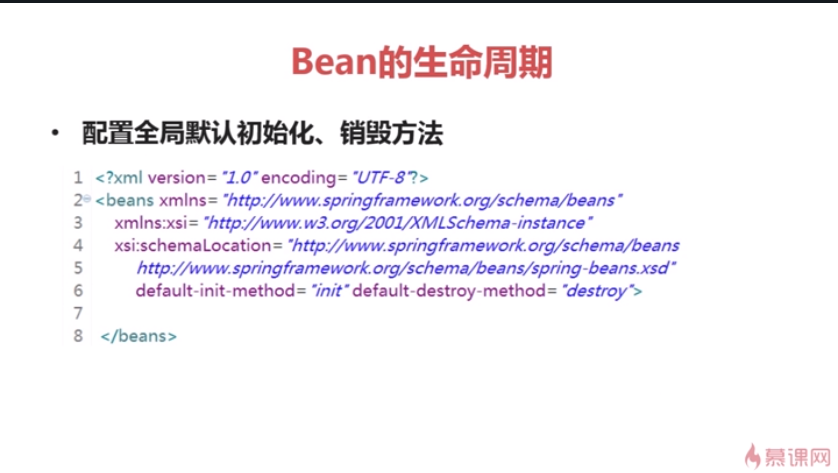 Bean的生命周期
• 配置全局默认初始化、销毁方法
1 <?xml version="1.0" encoding="UTF-8"?>
2 <beans xmlns="http://www.springframework.org/schema/beans"
3 xmlns:xsi="http://www.w3.org/2001/XMLSchema-instance"
4 xsi:schemaLocation="http://www.springframework.org/schema/beans
5 http://www.springframework.org/schema/beans/spring-beans.xsd"
6 default-init-method="init" default-destroy-method="destroy">
7
8 </beans>
慕课网